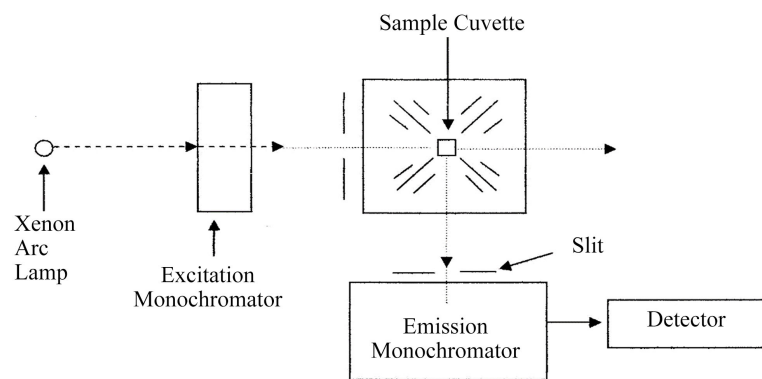 Sample Cuvette
Xenon
Arc
Lamp
Excitation
Monochromator
Slit
Emission
Monochromator
Detector